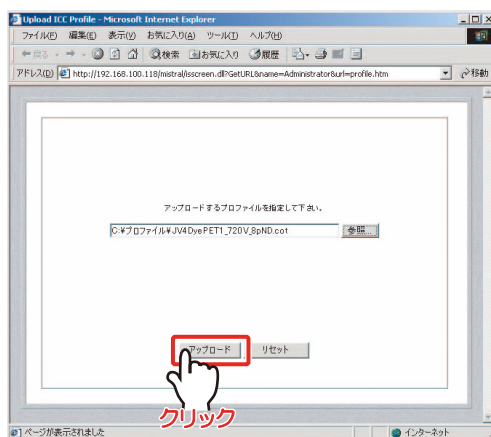 Upload ICC Profile - Microsoft Internet Explorer
ファイル(F) 編集(E) 表示(V) お気に入り(A) ツール(T) ヘルプ(H)
戻る 検索 お気に入り 履歴
アドレス(D) http://192.168.100.118/mistral/isscreen.dll?GetURL&name=Administrator&url=profile.htm 移動
アップロードするプロファイルを指定して下さい。
C:¥プロファイル¥JV4DyePET1_720V_8pND.cot 参照...
アップロード リセット
クリック
ページが表示されました インターネット